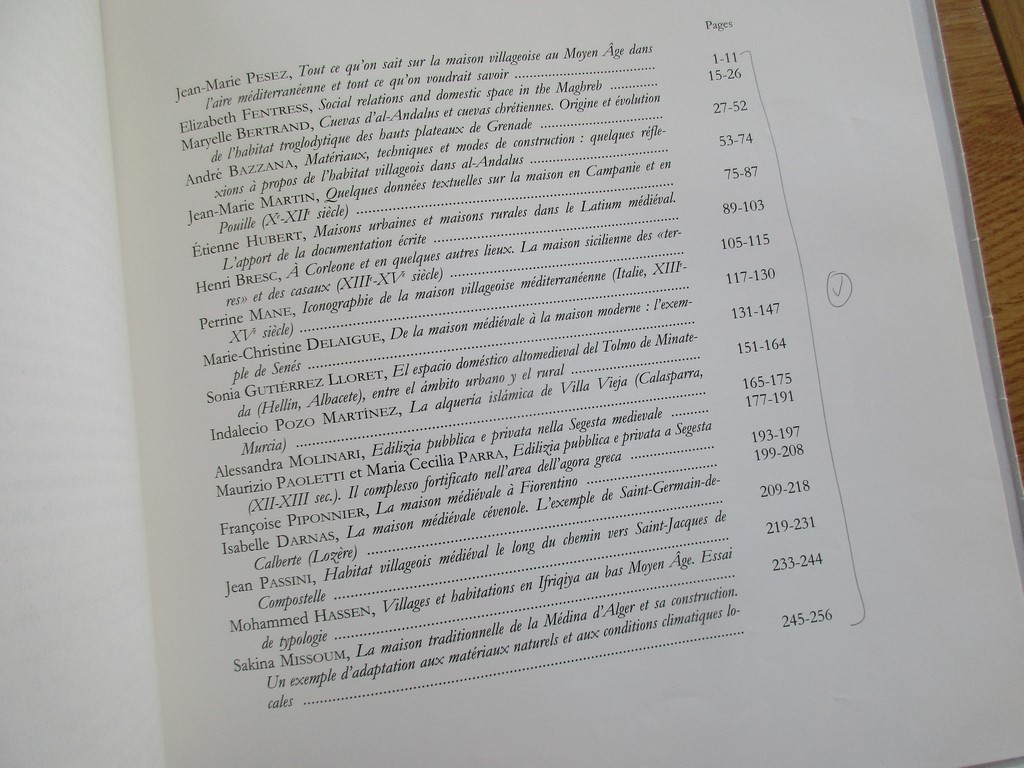 Pages
Jean-Marie PESEZ, Tout ce qu'on sait sur la maison villageoise au Moyen Âge dans
l'aire méditerranéenne et tout ce qu'on voudrait savoir ........................ 1-11
Elizabeth FENTRESS, Social relations and domestic space in the Maghreb ............ 15-26
Maryelle BERTRAND, Cuevas d'al-Andalus et cuevas chrétiennes. Origine et évolution
de l'habitat troglodytique des hauts plateaux de Grenade ........................ 27-52
André BAZZANA, Matériaux, techniques et modes de construction : quelques réfle-
xions à propos de l'habitat villageois dans al-Andalus ........................ 53-74
Jean-Marie MARTIN, Quelques données textuelles sur la maison en Campanie et en
Pouille (Xe-XIIe siècle) ........................ 75-87
Étienne HUBERT, Maisons urbaines et maisons rurales dans le Latium médiéval.
L'apport de la documentation écrite ........................ 89-103
Henri BRESC, À Corleone et en quelques autres lieux. La maison sicilienne des «ter-
res» et des casaux (XIIIe-XVe siècle) ........................ 105-115
Perrine MANE, Iconographie de la maison villageoise méditerranéenne (Italie, XIIIe-
XVe siècle) ........................ 117-130
Marie-Christine DELAIGUE, De la maison médiévale à la maison moderne : l'exem-
ple de Senés ........................ 131-147
Sonia GUTIÉRREZ LLORET, El espacio doméstico altomedieval del Tolmo de Minate-
da (Hellín, Albacete), entre el ámbito urbano y el rural ........................ 151-164
Indalecio POZO MARTÍNEZ, La alquería islámica de Villa Vieja (Calasparra,
Murcia) ........................ 165-175
Alessandra MOLINARI, Edilizia pubblica e privata nella Segesta medievale ......... 177-191
Maurizio PAOLETTI et Maria Cecilia PARRA, Edilizia pubblica e privata a Segesta
(XII-XIII sec.). Il complesso fortificato nell'area dell'agora greca .................. 193-197
Françoise PIPONNIER, La maison médiévale à Fiorentino ........................ 199-208
Isabelle DARNAS, La maison médiévale cévenole. L'exemple de Saint-Germain-de-
Calberte (Lozère) ........................ 209-218
Jean PASSINI, Habitat villageois médiéval le long du chemin vers Saint-Jacques de
Compostelle ........................ 219-231
Mohammed HASSEN, Villages et habitations en Ifriqiya au bas Moyen Âge. Essai
de typologie ........................ 233-244
Sakina MISSOUM, La maison traditionnelle de la Médina d'Alger et sa construction.
Un exemple d'adaptation aux matériaux naturels et aux conditions climatiques lo-
cales ........................ 245-256